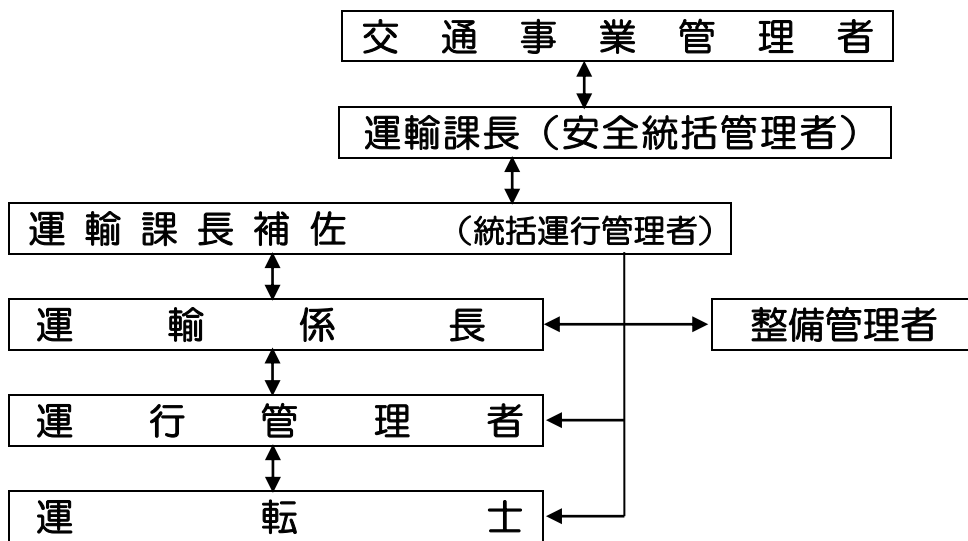 交通事業管理者
運輸課長（安全統括管理者）
運輸課長補佐　（統括運行管理者）
運輸係長
整備管理者
運行管理者
運転士